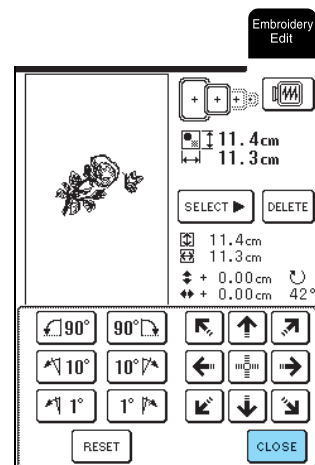 Embroidery
Edit
11.4cm
11.3cm
SELECT DELETE
11.4cm
11.3cm
+ 0.00cm
+ 0.00cm 42°
90° 90°
10° 10°
1° 1°
RESET CLOSE